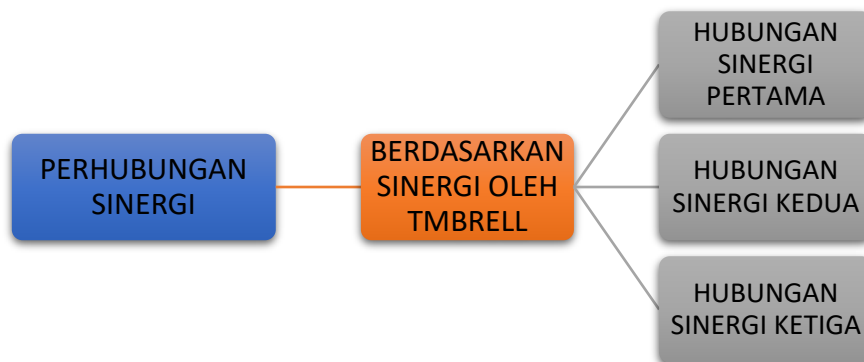 PERHUBUNGAN
SINERGI
BERDASARKAN
SINERGI OLEH
TMBRELL
HUBUNGAN
SINERGI
PERTAMA
HUBUNGAN
SINERGI KEDUA
HUBUNGAN
SINERGI KETIGA